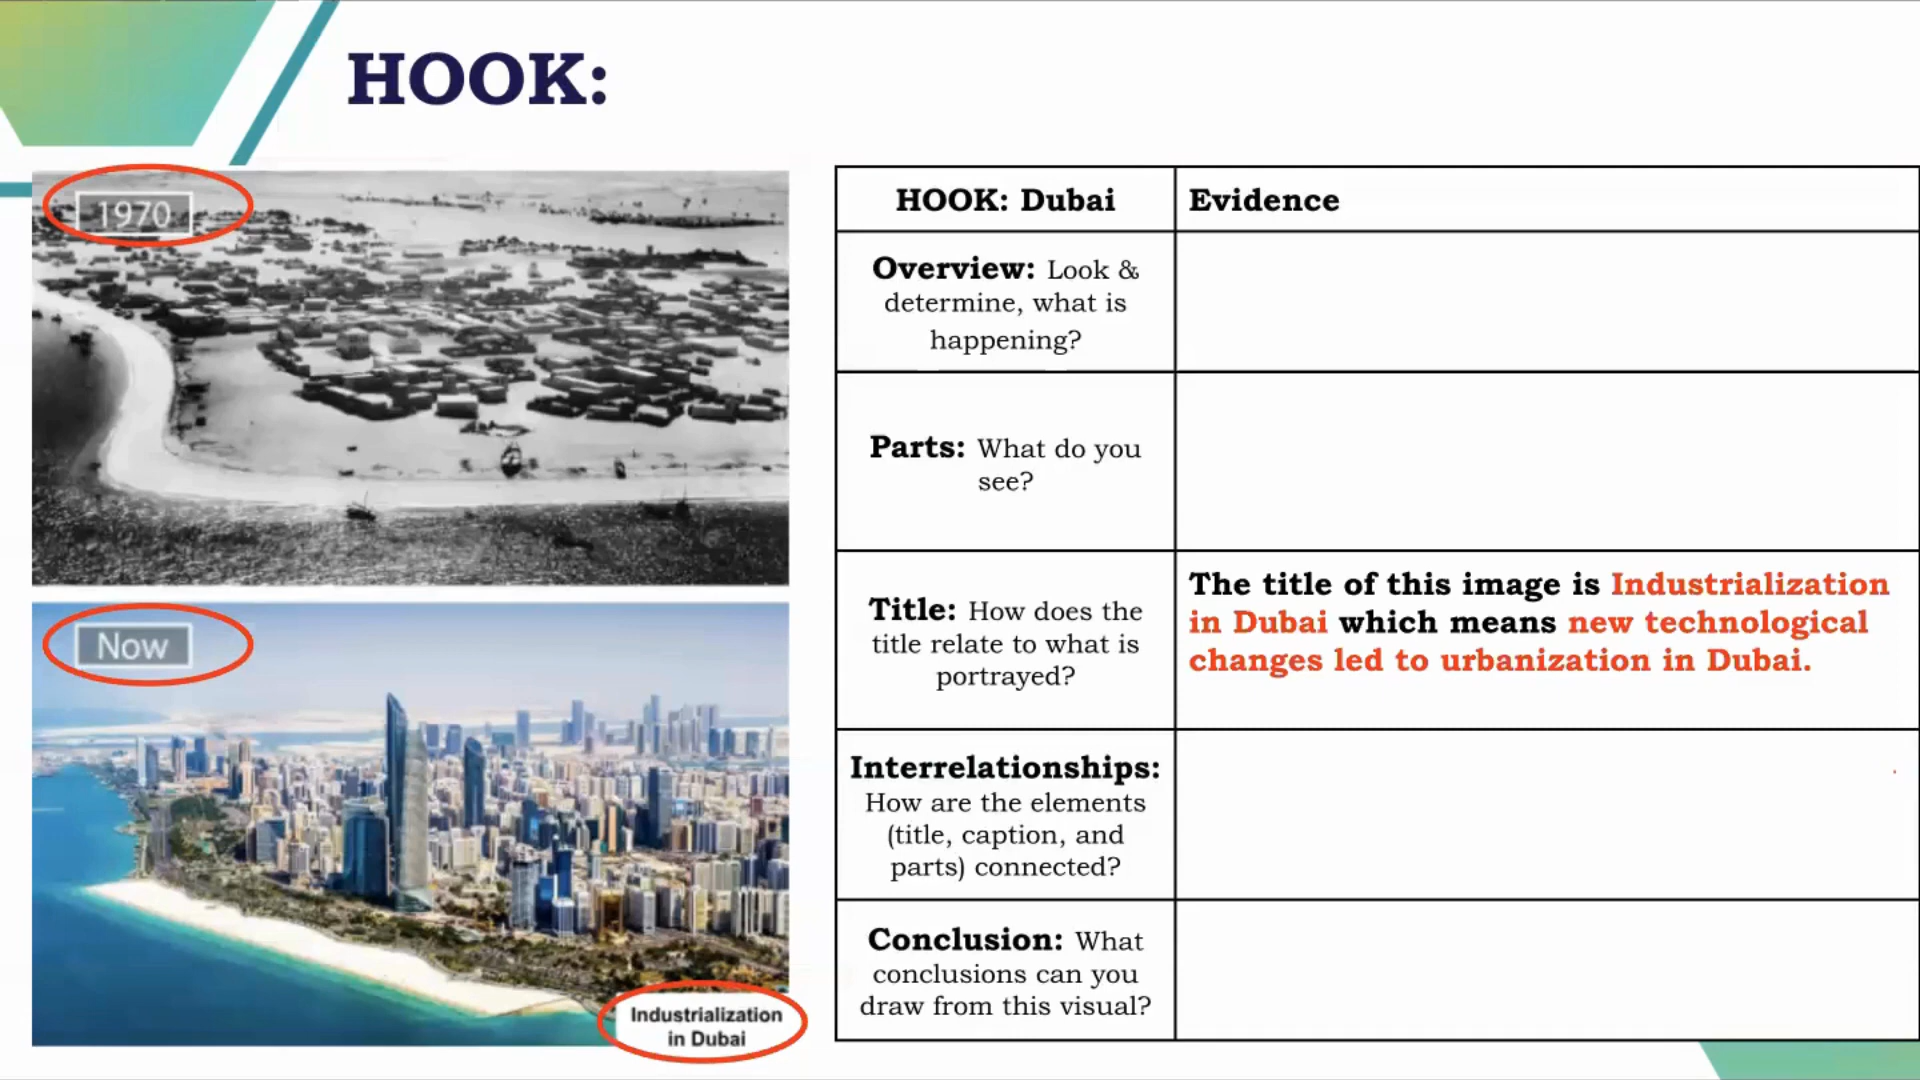 HOOK:
1970
Now
Industrialization
in Dubai
HOOK: Dubai
Evidence
Overview: Look &
determine, what is
happening?
Parts: What do you
see?
Title: How does the
title relate to what is
portrayed?
The title of this image is Industrialization
in Dubai which means new technological
changes led to urbanization in Dubai.
Interrelationships:
How are the elements
(title, caption, and
parts) connected?
Conclusion: What
conclusions can you
draw from this visual?